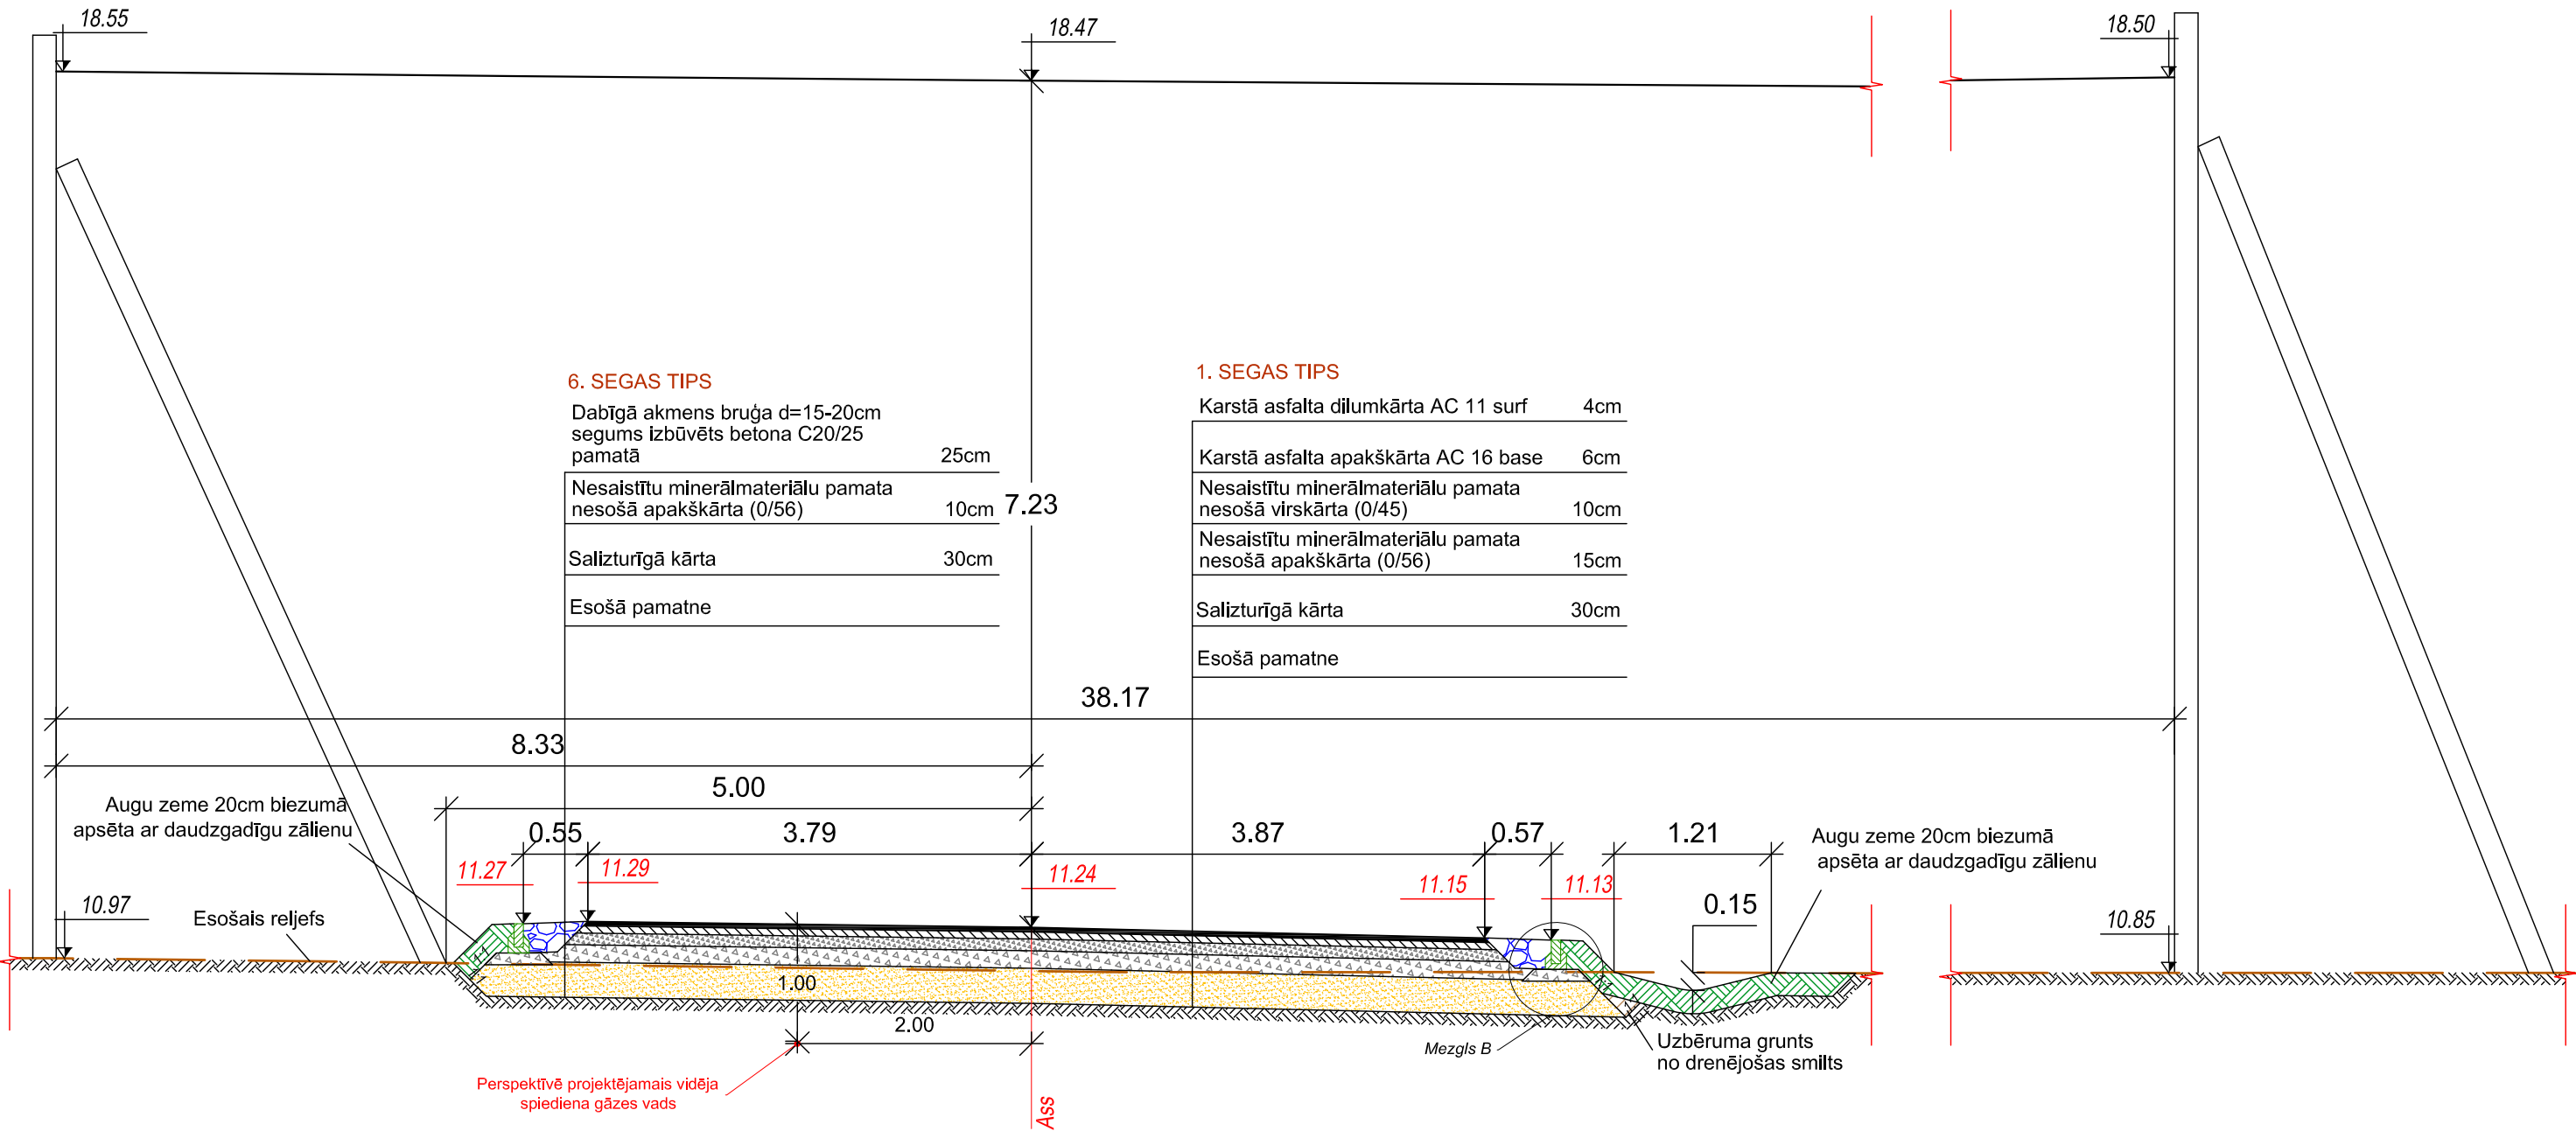 18.55
18.47
18.50
6. SEGAS TIPS
Dabīgā akmens bruģa d=15-20cm
segums izbūvēts betona C20/25
pamatā 25cm
Nesaistītu minerālmateriālu pamata
nesošā apakškārta (0/56) 10cm
Salizturīgā kārta 30cm
Esošā pamatne
7.23
1. SEGAS TIPS
Karstā asfalta dilumkārta AC 11 surf 4cm
Karstā asfalta apakškārta AC 16 base 6cm
Nesaistītu minerālmateriālu pamata
nesošā virskārta (0/45) 10cm
Nesaistītu minerālmateriālu pamata
nesošā apakškārta (0/56) 15cm
Salizturīgā kārta 30cm
Esošā pamatne
38.17
8.33
5.00
Augu zeme 20cm biezumā
apsēta ar daudzgadīgu zālienu
0.55
3.79
3.87
0.57
1.21
Augu zeme 20cm biezumā
apsēta ar daudzgadīgu zālienu
11.27
11.29
11.24
11.15
11.13
0.15
10.97
Esošais reljefs
10.85
1.00
2.00
Mezgls B
Uzbēruma grunts
no drenējošas smilts
Perspektīvē projektējamais vidēja
spiediena gāzes vads
Ass